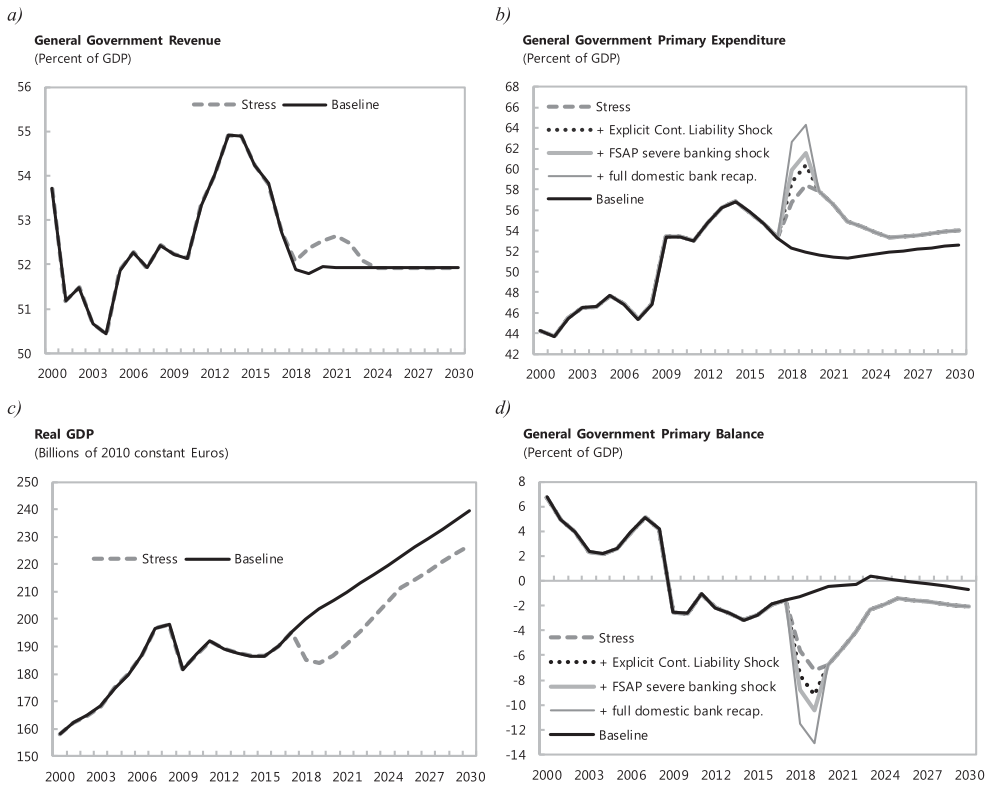 a)
General Government Revenue
(Percent of GDP)
56
55
54
53
52
51
50
Stress Baseline
2000 2003 2006 2009 2012 2015 2018 2021 2024 2027 2030
b)
General Government Primary Expenditure
(Percent of GDP)
68
66
64
62
60
58
56
54
52
50
48
46
44
42
Stress
+ Explicit Cont. Liability Shock
+ FSAP severe banking shock
+ full domestic bank recap.
Baseline
2000 2003 2006 2009 2012 2015 2018 2021 2024 2027 2030
c)
Real GDP
(Billions of 2010 constant Euros)
250
240
230
220
210
200
190
180
170
160
150
Stress Baseline
2000 2003 2006 2009 2012 2015 2018 2021 2024 2027 2030
d)
General Government Primary Balance
(Percent of GDP)
8
6
4
2
0
-2
-4
-6
-8
-10
-12
-14
Stress
+ Explicit Cont. Liability Shock
+ FSAP severe banking shock
+ full domestic bank recap.
Baseline
2000 2003 2006 2009 2012 2015 2018 2021 2024 2027 2030